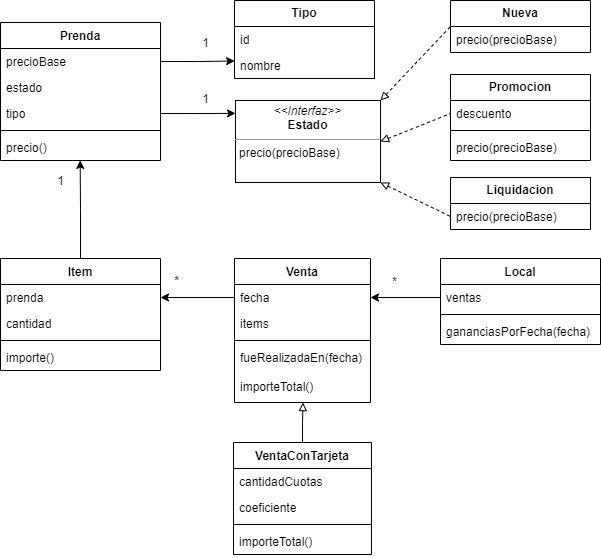 Prenda
precioBase
estado
tipo
precio()
1
1
1
Tipo
id
nombre
<<Interfaz>>
Estado
precio(precioBase)
Nueva
precio(precioBase)
Promocion
descuento
precio(precioBase)
Liquidacion
precio(precioBase)
Item
prenda
cantidad
importe()
*
Venta
fecha
items
fueRealizadaEn(fecha)
importeTotal()
*
Local
ventas
gananciasPorFecha(fecha)
VentaConTarjeta
cantidadCuotas
coeficiente
importeTotal()